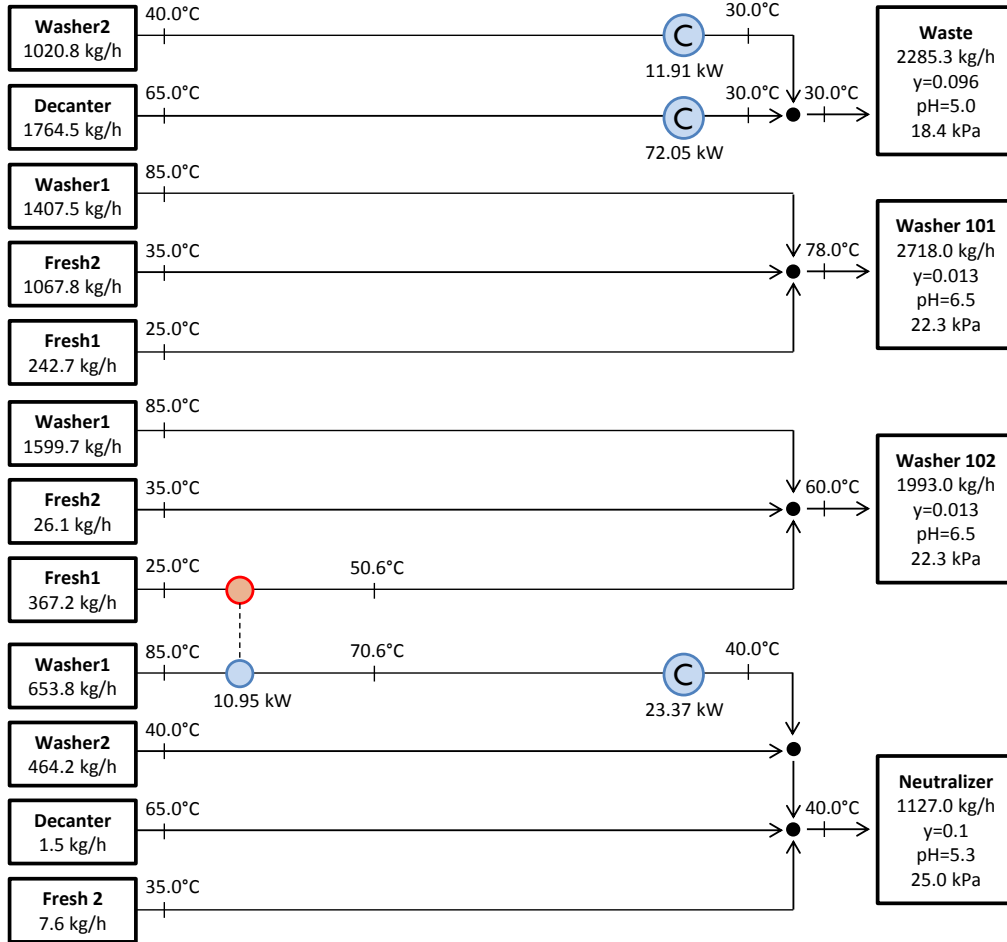 Washer2
1020.8 kg/h
40.0°C
C
11.91 kW
30.0°C
Decanter
1764.5 kg/h
65.0°C
C
72.05 kW
30.0°C
30.0°C
Waste
2285.3 kg/h
y=0.096
pH=5.0
18.4 kPa
Washer1
1407.5 kg/h
85.0°C
Fresh2
1067.8 kg/h
35.0°C
Fresh1
242.7 kg/h
25.0°C
78.0°C
Washer 101
2718.0 kg/h
y=0.013
pH=6.5
22.3 kPa
Washer1
1599.7 kg/h
85.0°C
Fresh2
26.1 kg/h
35.0°C
Fresh1
367.2 kg/h
25.0°C
50.6°C
60.0°C
Washer 102
1993.0 kg/h
y=0.013
pH=6.5
22.3 kPa
Washer1
653.8 kg/h
85.0°C
10.95 kW
70.6°C
C
23.37 kW
40.0°C
Washer2
464.2 kg/h
40.0°C
Decanter
1.5 kg/h
65.0°C
Fresh 2
7.6 kg/h
35.0°C
40.0°C
Neutralizer
1127.0 kg/h
y=0.1
pH=5.3
25.0 kPa